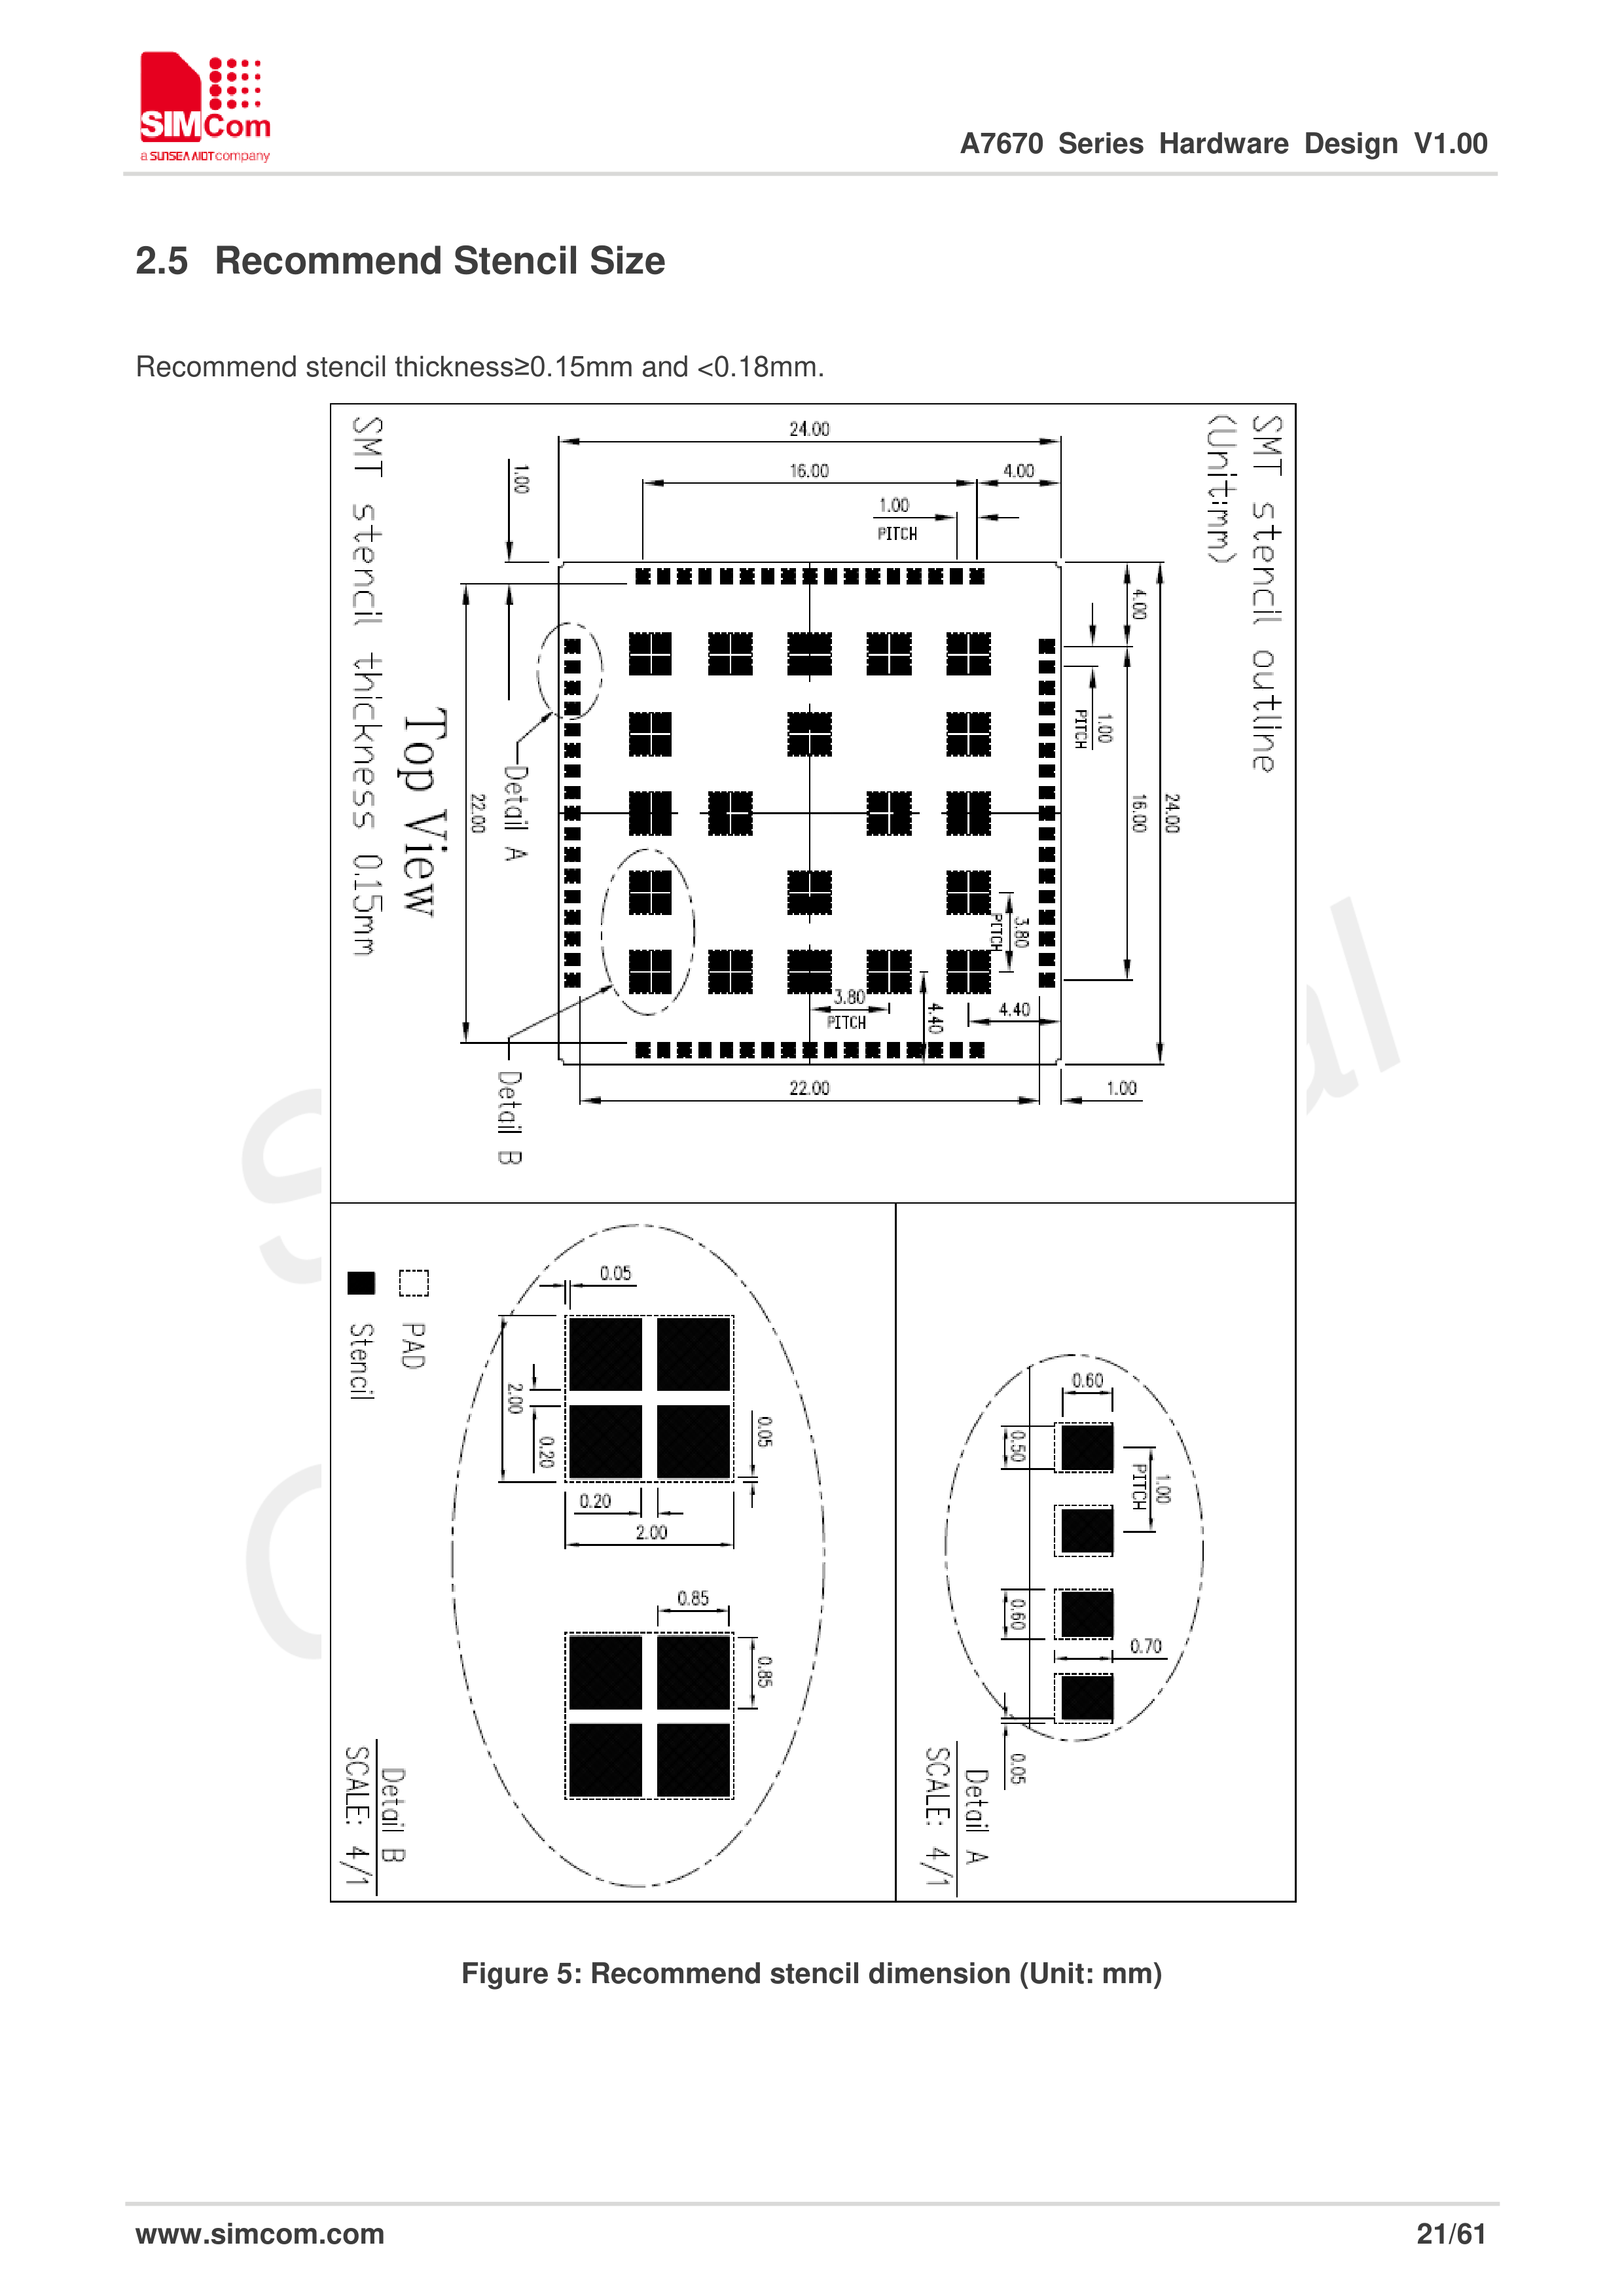 SIMCom
a SUNSEA AIOT company
A7670 Series Hardware Design V1.00
2.5 Recommend Stencil Size
Recommend stencil thickness≥0.15mm and <0.18mm.
SMT stencil outline
(Unit:mm)
24.00
16.00
4.00
1.00
PITCH
1.00
4.00
1.00
PITCH
16.00
24.00
22.00
Detail A
Top View
SMT stencil thickness 0.15mm
3.80
PITCH
3.80
PITCH
4.40
4.40
22.00
1.00
Detail B
0.05
2.00
0.20
0.05
0.20
2.00
0.85
0.85
PAD
Stencil
Detail B
SCALE: 4/1
0.60
0.50
1.00
PITCH
0.60
0.70
0.05
Detail A
SCALE: 4/1
Figure 5: Recommend stencil dimension (Unit: mm)
www.simcom.com
21/61